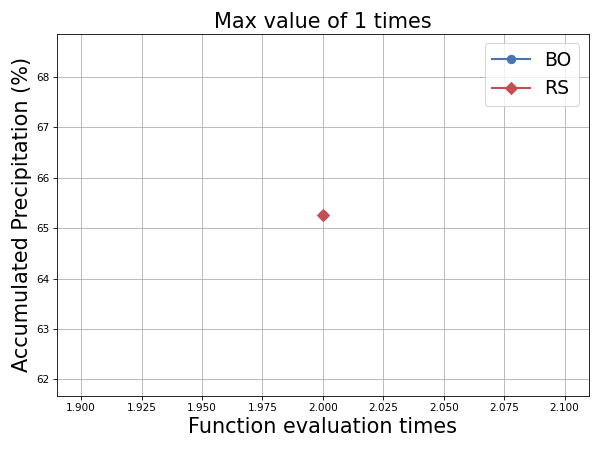 Max value of 1 times
Accumulated Precipitation (%)
68
67
66
65
64
63
62
BO
RS
1.900 1.925 1.950 1.975 2.000 2.025 2.050 2.075 2.100
Function evaluation times